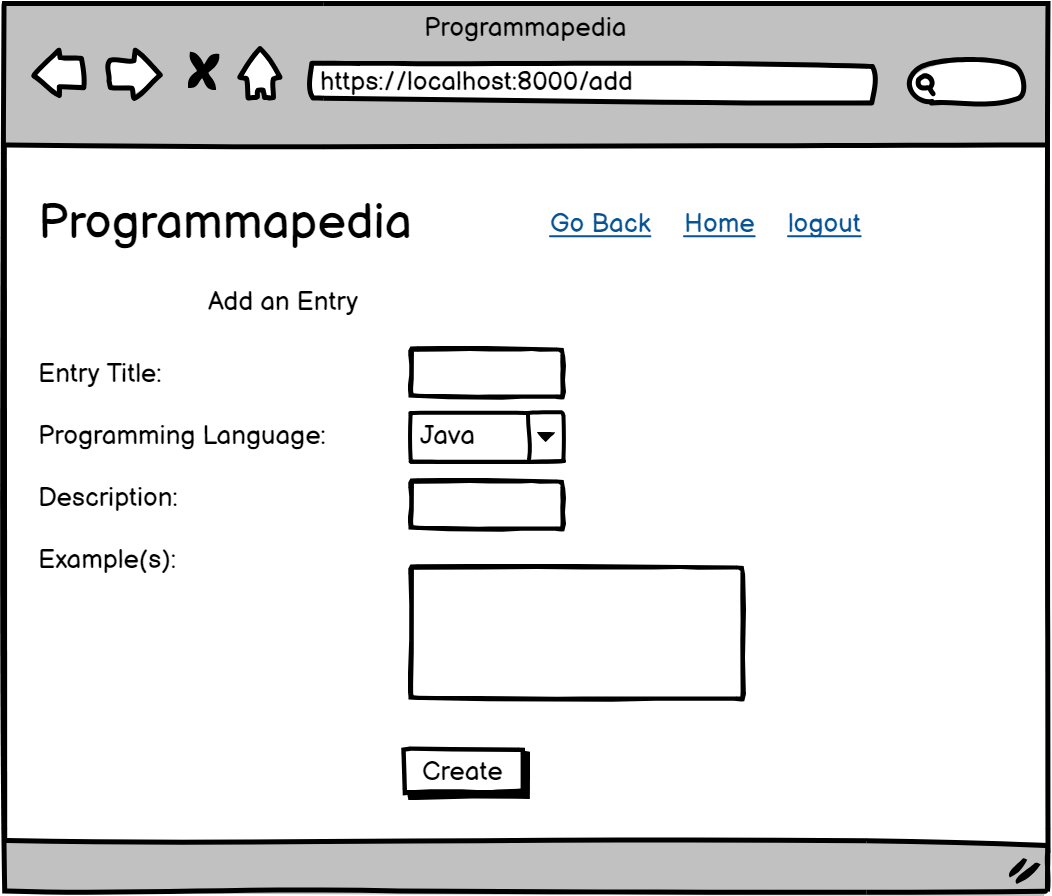 Programmapedia
https://localhost:8000/add
Programmapedia
Go Back Home logout
Add an Entry
Entry Title:
Programming Language: Java
Description:
Example(s):
Create